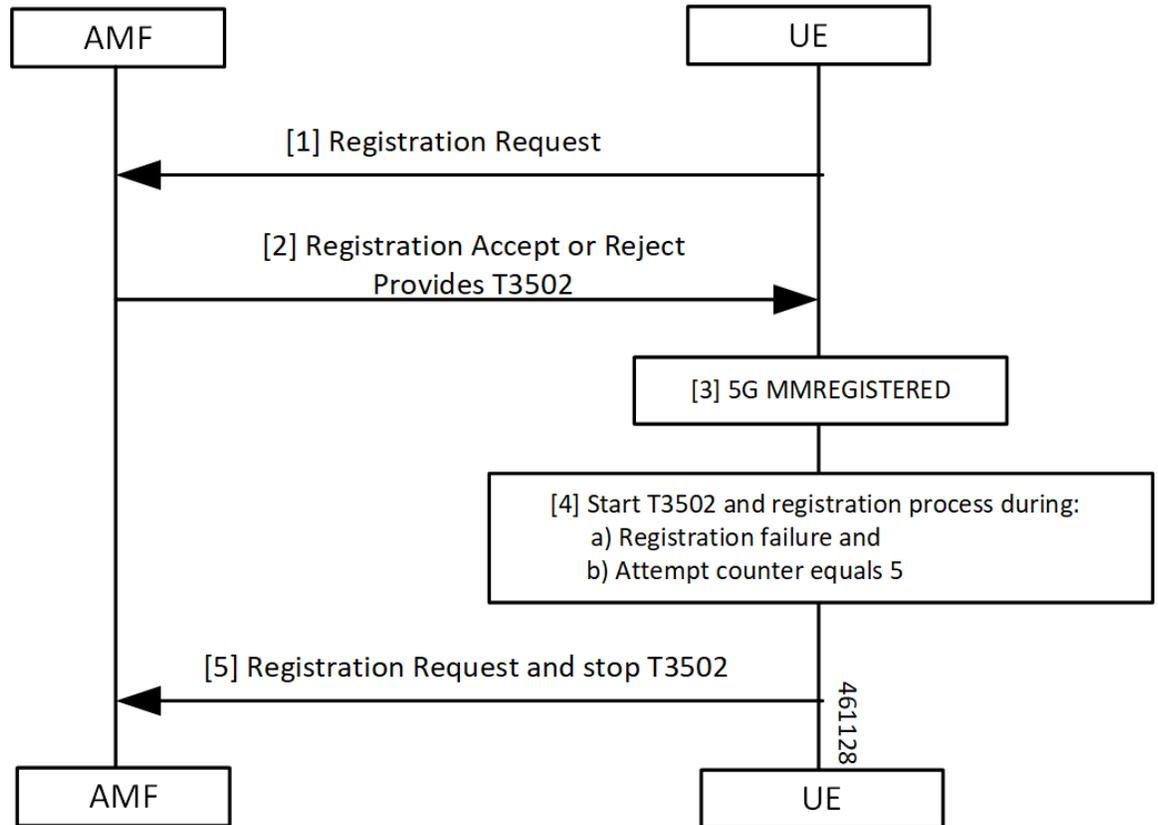 AMF
UE
[1] Registration Request
[2] Registration Accept or Reject
Provides T3502
[3] 5G MMREGISTERED
[4] Start T3502 and registration process during:
a) Registration failure and
b) Attempt counter equals 5
[5] Registration Request and stop T3502
461128
AMF
UE